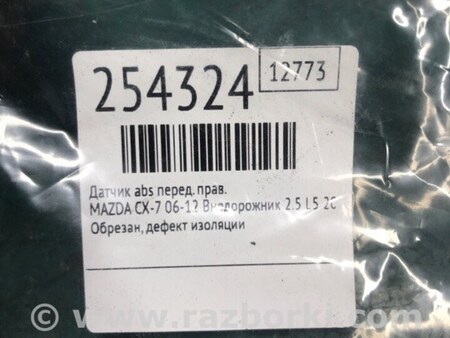 254324
12773
Датчик abs перед. прав.
MAZDA CX-7 06-12 Внедорожник 2.5 L5 20
Обрезан, дефект изоляции
© www.razborki.com